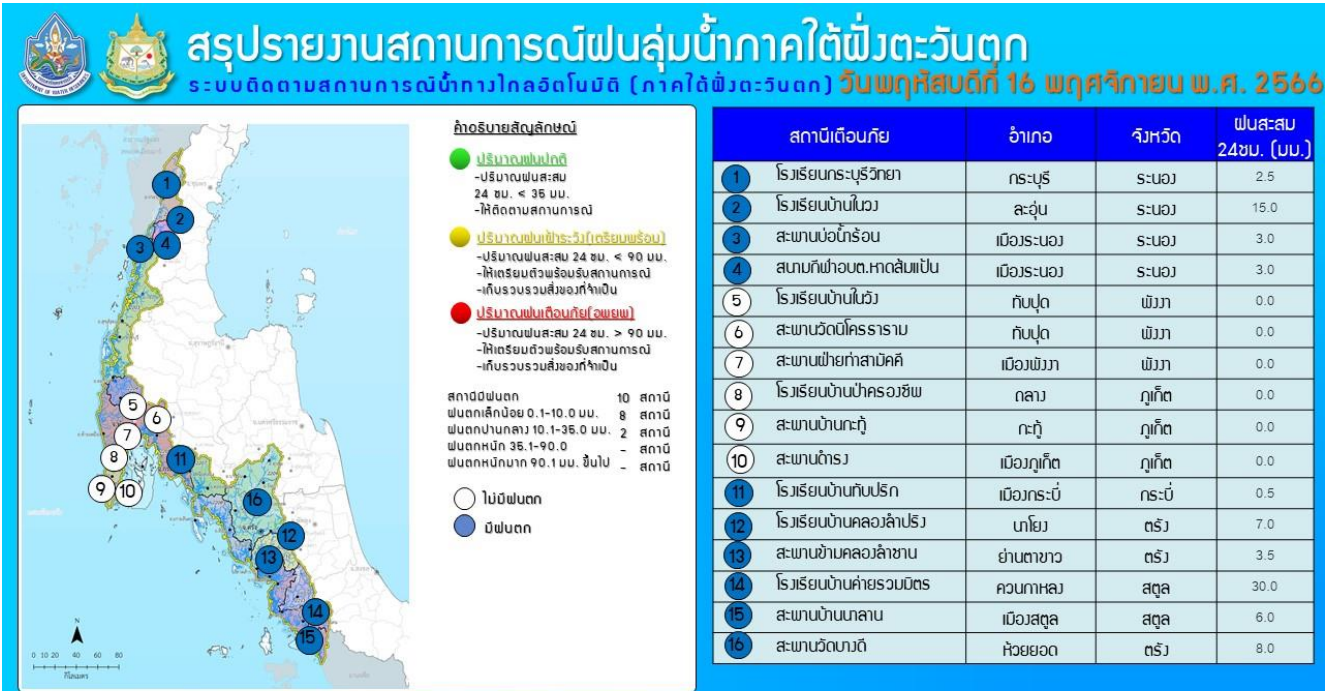 สรุปรายงานสถานการณ์ฝนลุ่มน้ำภาคใต้ฝั่งตะวันตก
ระบบติดตามสถานการณ์น้ำทางไกลอัตโนมัติ (ภาคใต้ฝั่งตะวันตก) วันพฤหัสบดีที่ 16 พฤศจิกายน พ.ศ. 2566
คำอธิบายสัญลักษณ์
ปริมาณฝนปกติ
-ปริมาณฝนสะสม
24 ชม. < 35 มม.
-ให้ติดตามสถานการณ์
ปริมาณฝนเฝ้าระวัง(เตรียมพร้อม)
-ปริมาณฝนสะสม 24 ชม. < 90 มม.
-ให้เตรียมตัวพร้อมรับสถานการณ์
-เก็บรวบรวมสิ่งของที่จำเป็น
ปริมาณฝนเตือนภัย(อพยพ)
-ปริมาณฝนสะสม 24 ชม. > 90 มม.
-ให้เตรียมตัวพร้อมรับสถานการณ์
-เก็บรวบรวมสิ่งของที่จำเป็น
สถานีมีฝนตก 10 สถานี
ฝนตกเล็กน้อย 0.1-10.0 มม. 8 สถานี
ฝนตกปานกลาง 10.1-35.0 มม. 2 สถานี
ฝนตกหนัก 35.1-90.0 - สถานี
ฝนตกหนักมาก 90.1 มม. ขึ้นไป - สถานี
ไม่มีฝนตก
มีฝนตก
1
2
3 4
5
6
7
8
9 10
11
16
12
13
14
15
N
0 10 20 40 60 80
กิโลเมตร
สถานีเตือนภัย อำเภอ จังหวัด ฝนสะสม 24ชม. (มม.)
1 โรงเรียนกระบุรีวิทยา กระบุรี ระนอง 2.5
2 โรงเรียนบ้านในวง ละอุ่น ระนอง 15.0
3 สะพานบ่อน้ำร้อน เมืองระนอง ระนอง 3.0
4 สนามกีฬาอบต.หาดส้มแป้น เมืองระนอง ระนอง 3.0
5 โรงเรียนบ้านในวัง ทับปุด พังงา 0.0
6 สะพานวัดนิโครธาราม ทับปุด พังงา 0.0
7 สะพานฝ่ายท่าสามัคคี เมืองพังงา พังงา 0.0
8 โรงเรียนบ้านป่าครองชีพ ถลาง ภูเก็ต 0.0
9 สะพานบ้านกะทู้ กะทู้ ภูเก็ต 0.0
10 สะพานดำรง เมืองภูเก็ต ภูเก็ต 0.0
11 โรงเรียนบ้านทับปริก เมืองกระบี่ กระบี่ 0.5
12 โรงเรียนบ้านคลองลำปริง นาโยง ตรัง 7.0
13 สะพานข้ามคลองลำชาน ย่านตาขาว ตรัง 3.5
14 โรงเรียนบ้านค่ายรวมมิตร ควนกาหลง สตูล 30.0
15 สะพานบ้านนาลาน เมืองสตูล สตูล 6.0
16 สะพานวัดบางดี ห้วยยอด ตรัง 8.0